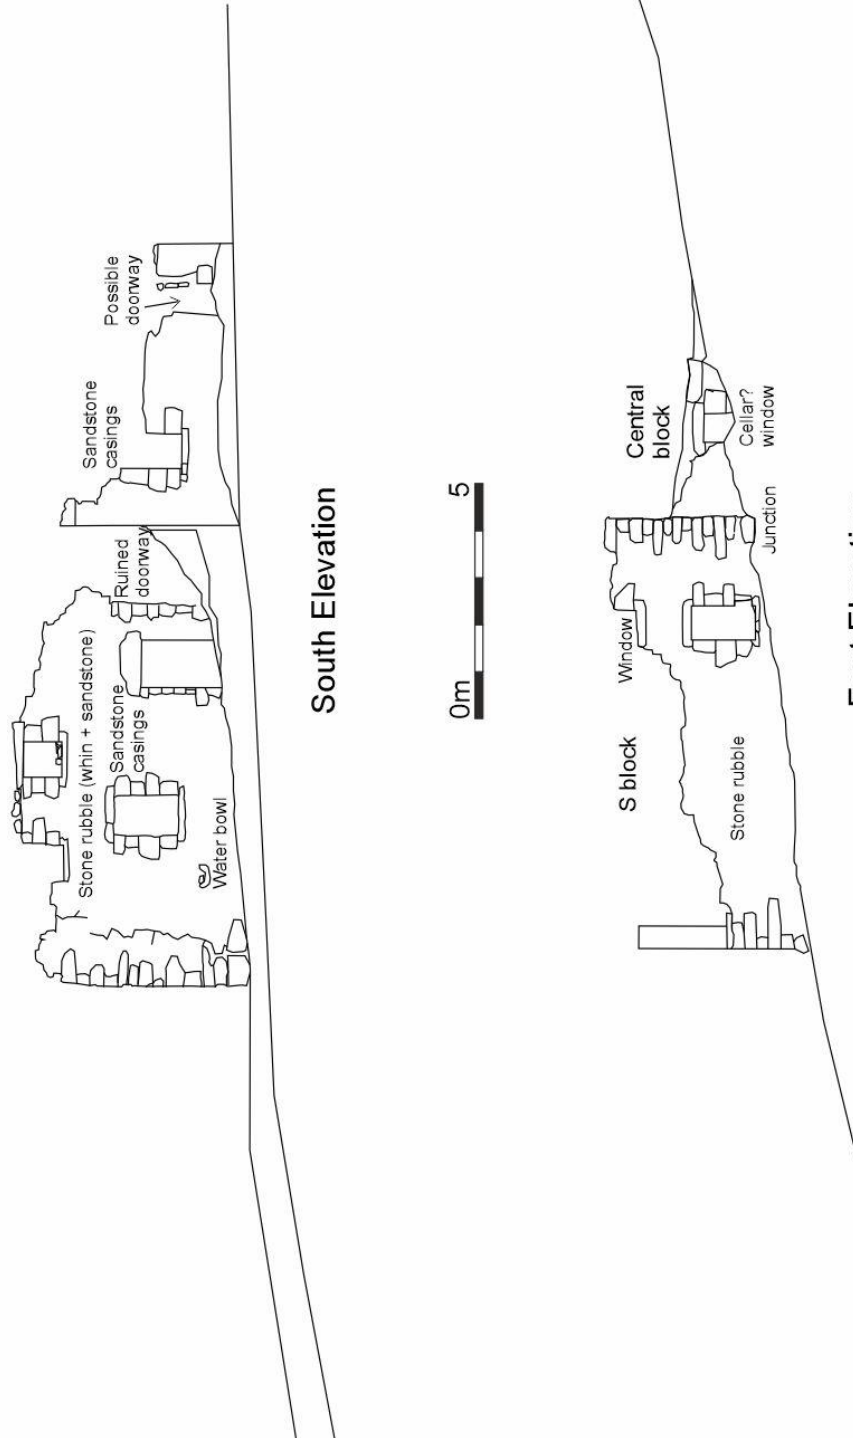 Stone rubble (whin + sandstone)
Sandstone
casings
Ruined
doorway
Sandstone
casings
Possible
doorway
Water bowl
South Elevation
0m
5
S block
Window
Central
block
Stone rubble
Junction
Cellar?
window